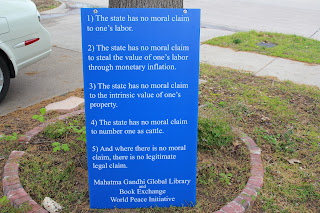 1) The state has no moral claim
to one's labor.
2) The state has no moral claim
to steal the value of one's labor
through monetary inflation.
3) The state has no moral claim
to the intrinsic value of one's
property.
4) The state has no moral claim
to number one as cattle.
5) And where there is no moral
claim, there is no legitimate
legal claim.
Mahatma Gandhi Global Library
and
Book Exchange
World Peace Initiative